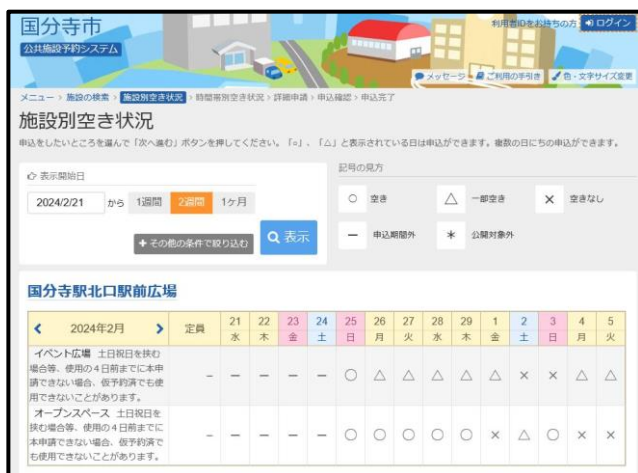 国分寺市
公共施設予約システム
利用者IDをお持ちの方 ログイン
メッセージ ご利用の手引き 色・文字サイズ変更
メニュー › 施設の検索 › 施設別空き状況 › 時間帯別空き状況 › 詳細申請 › 申込確認 › 申込完了
施設別空き状況
申込をしたいところを選んで「次へ進む」ボタンを押してください。「○」、「△」と表示されている日は申込ができます。複数の日にちの申込ができます。
表示開始日
2024/2/21 から 1週間 2週間 1ヶ月
+ その他の条件で絞り込む 表示
記号の見方
○ 空き △ 一部空き × 空きなし
— 申込期間外 * 公開対象外
国分寺駅北口駅前広場
2024年2月 定員 21 22 23 24 25 26 27 28 29 1 2 3 4 5
水 木 金 土 日 月 火 水 木 金 土 日 月 火
イベント広場 土日祝日を挟む
場合等、使用の4日前までに本申
請できない場合、仮予約済でも使
用できないことがあります。
– — — — — ○ △ △ △ △ △ × × △ △
オープンスペース 土日祝日を
挟む場合等、使用の4日前までに
本申請できない場合、仮予約済で
も使用できないことがあります。
– — — — — ○ ○ ○ ○ ○ × △ ○ × ×